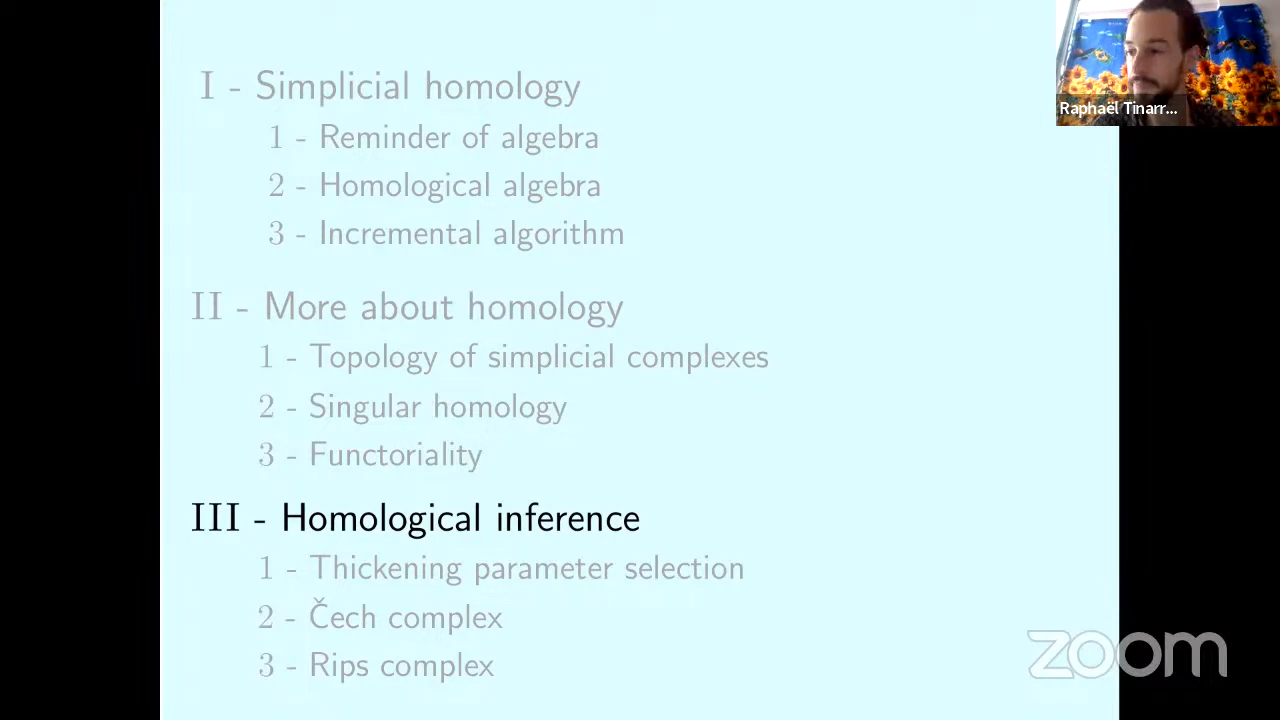 I - Simplicial homology
1 - Reminder of algebra
2 - Homological algebra
3 - Incremental algorithm
II - More about homology
1 - Topology of simplicial complexes
2 - Singular homology
3 - Functoriality
III - Homological inference
1 - Thickening parameter selection
2 - Čech complex
3 - Rips complex
Raphaël Tinarr...
zoom